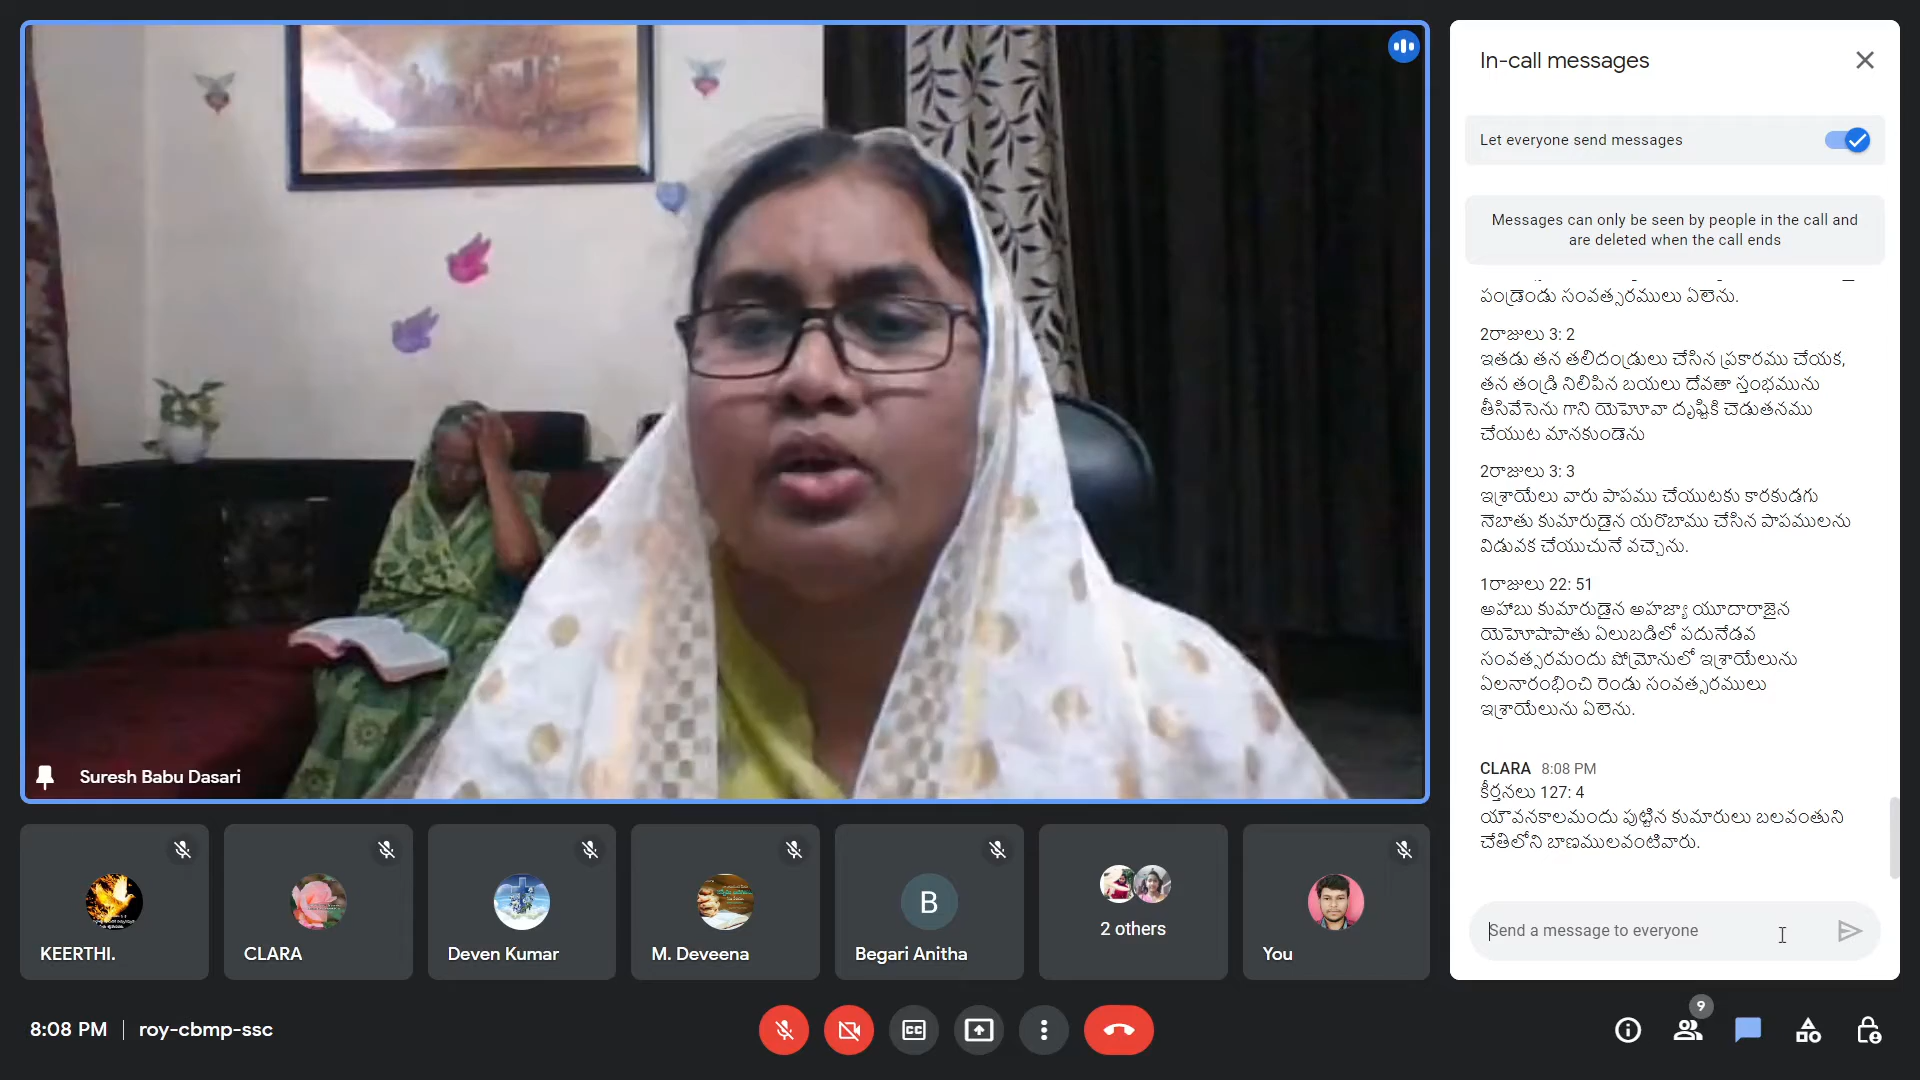 Suresh Babu Dasari
In-call messages
Let everyone send messages
Messages can only be seen by people in the call and
are deleted when the call ends
పండ్రెండు సంవత్సరములు ఏలెను.
2రాజులు 3: 2
ఇతడు తన తలిదండ్రులు చేసిన ప్రకారము చేయక,
తన తండ్రి నిలిపిన బయలు దేవతా స్తంభమును
తీసివేసెను గాని యెహోవా దృష్టికి చెడుతనము
చేయుట మానకుండెను
2రాజులు 3: 3
ఇశ్రాయేలు వారు పాపము చేయుటకు కారకుడగు
నెబాతు కుమారుడైన యరొబాము చేసిన పాపములను
విడువక చేయుచునే వచ్చెను.
1రాజులు 22: 51
అహాబు కుమారుడైన అహజ్యా యూదారాజైన
యెహోషాపాతు ఏలుబడిలో పదునేడవ
సంవత్సరమందు షోమ్రోనులో ఇశ్రాయేలును
ఏలనారంభించి రెండు సంవత్సరములు
ఇశ్రాయేలును ఏలెను.
CLARA 8:08 PM
కీర్తనలు 127: 4
యౌవనకాలమందు పుట్టిన కుమారులు బలవంతుని
చేతిలోని బాణములవంటివారు.
Send a message to everyone
KEERTHI.
CLARA
Deven Kumar
M. Deveena
B
Begari Anitha
2 others
You
8:08 PM | roy-cbmp-ssc
CC
9